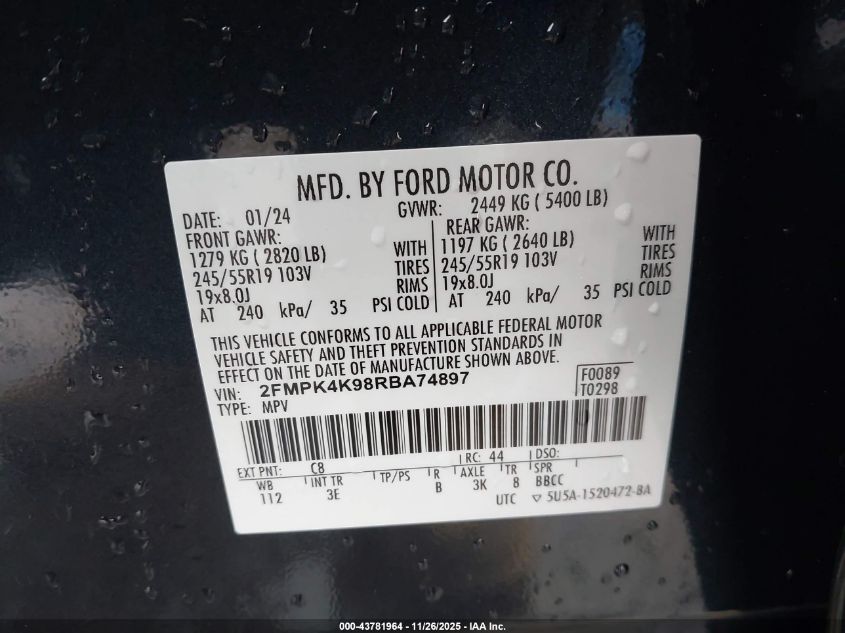 MFD. BY FORD MOTOR CO.
DATE: 01/24 GVWR: 2449 KG ( 5400 LB)
FRONT GAWR: REAR GAWR:
1279 KG ( 2820 LB) WITH 1197 KG ( 2640 LB) WITH
245/55R19 103V TIRES 245/55R19 103V TIRES
19x8.0J RIMS 19x8.0J RIMS
AT 240 kPa/ 35 PSI COLD AT 240 kPa/ 35 PSI COLD
THIS VEHICLE CONFORMS TO ALL APPLICABLE FEDERAL MOTOR
VEHICLE SAFETY AND THEFT PREVENTION STANDARDS IN
EFFECT ON THE DATE OF MANUFACTURE SHOWN ABOVE.
VIN: 2FMPK4K98RBA74897 F0089
TYPE: MPV T0298
EXT PNT: C8 RC: 44 DSO:
WB INT TR TP/PS R AXLE TR SPR
112 3E B 3K 8 BBCC
UTC 5U5A-1520472-BA
000-43781964 - 11/26/2025 - IAA Inc.